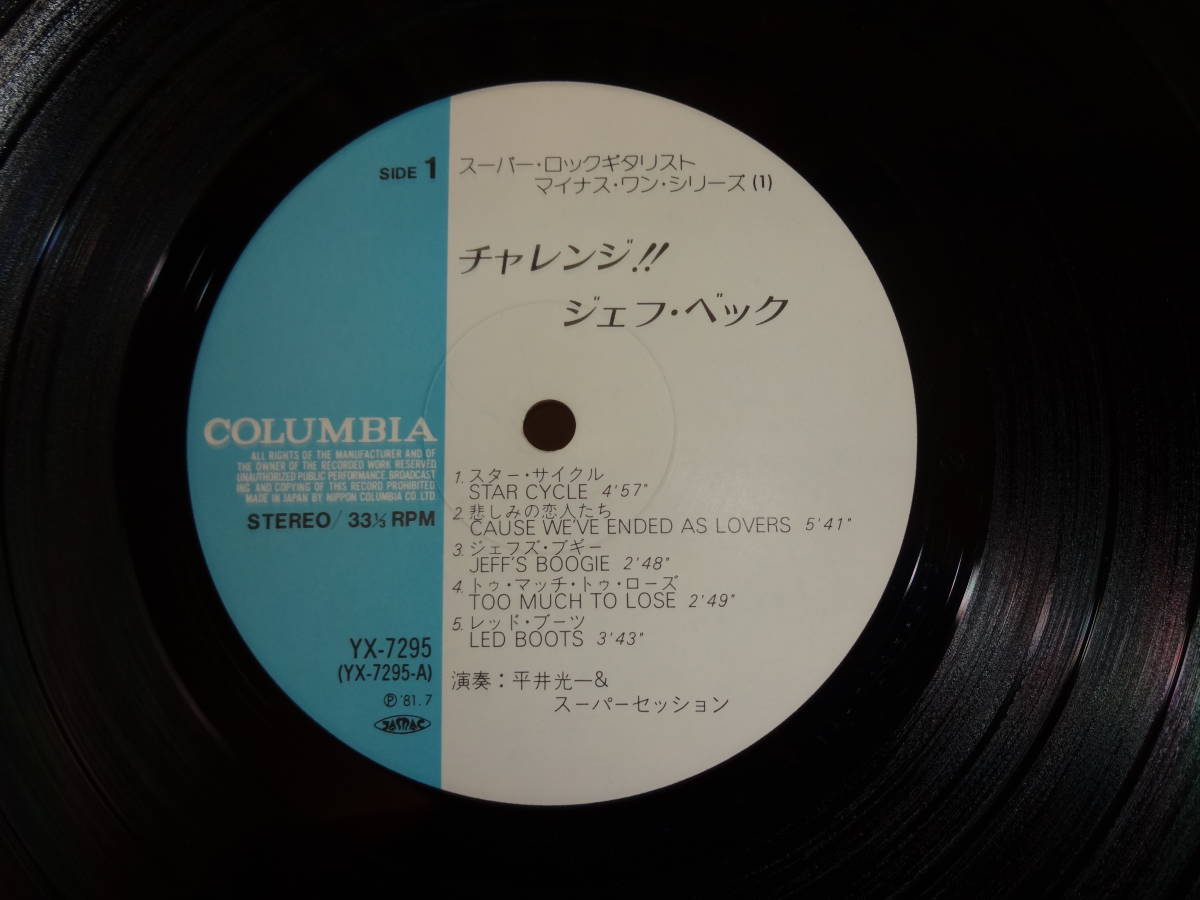 SIDE 1
スーパー・ロックギタリスト
マイナス・ワン・シリーズ (1)
チャレンジ!!
ジェフ・ベック
COLUMBIA
ALL RIGHTS OF THE MANUFACTURER AND OF
THE OWNER OF THE RECORDED WORK RESERVED
UNAUTHORIZED PUBLIC PERFORMANCE BROADCAST
ING AND COPYING OF THIS RECORD PROHIBITED
MADE IN JAPAN BY NIPPON COLUMBIA CO LTD
STEREO/33⅓ RPM
1. スター・サイクル
STAR CYCLE 4'57"
2. 悲しみの恋人たち
CAUSE WE'VE ENDED AS LOVERS 5'41"
3. ジェフズ・ブギー
JEFF'S BOOGIE 2'48"
4. トゥ・マッチ・トゥ・ローズ
TOO MUCH TO LOSE 2'49"
5. レッド・ブーツ
LED BOOTS 3'43"
YX-7295
(YX-7295-A)
Ⓟ '81.7
JASRAC
演奏：平井光一&
スーパーセッション